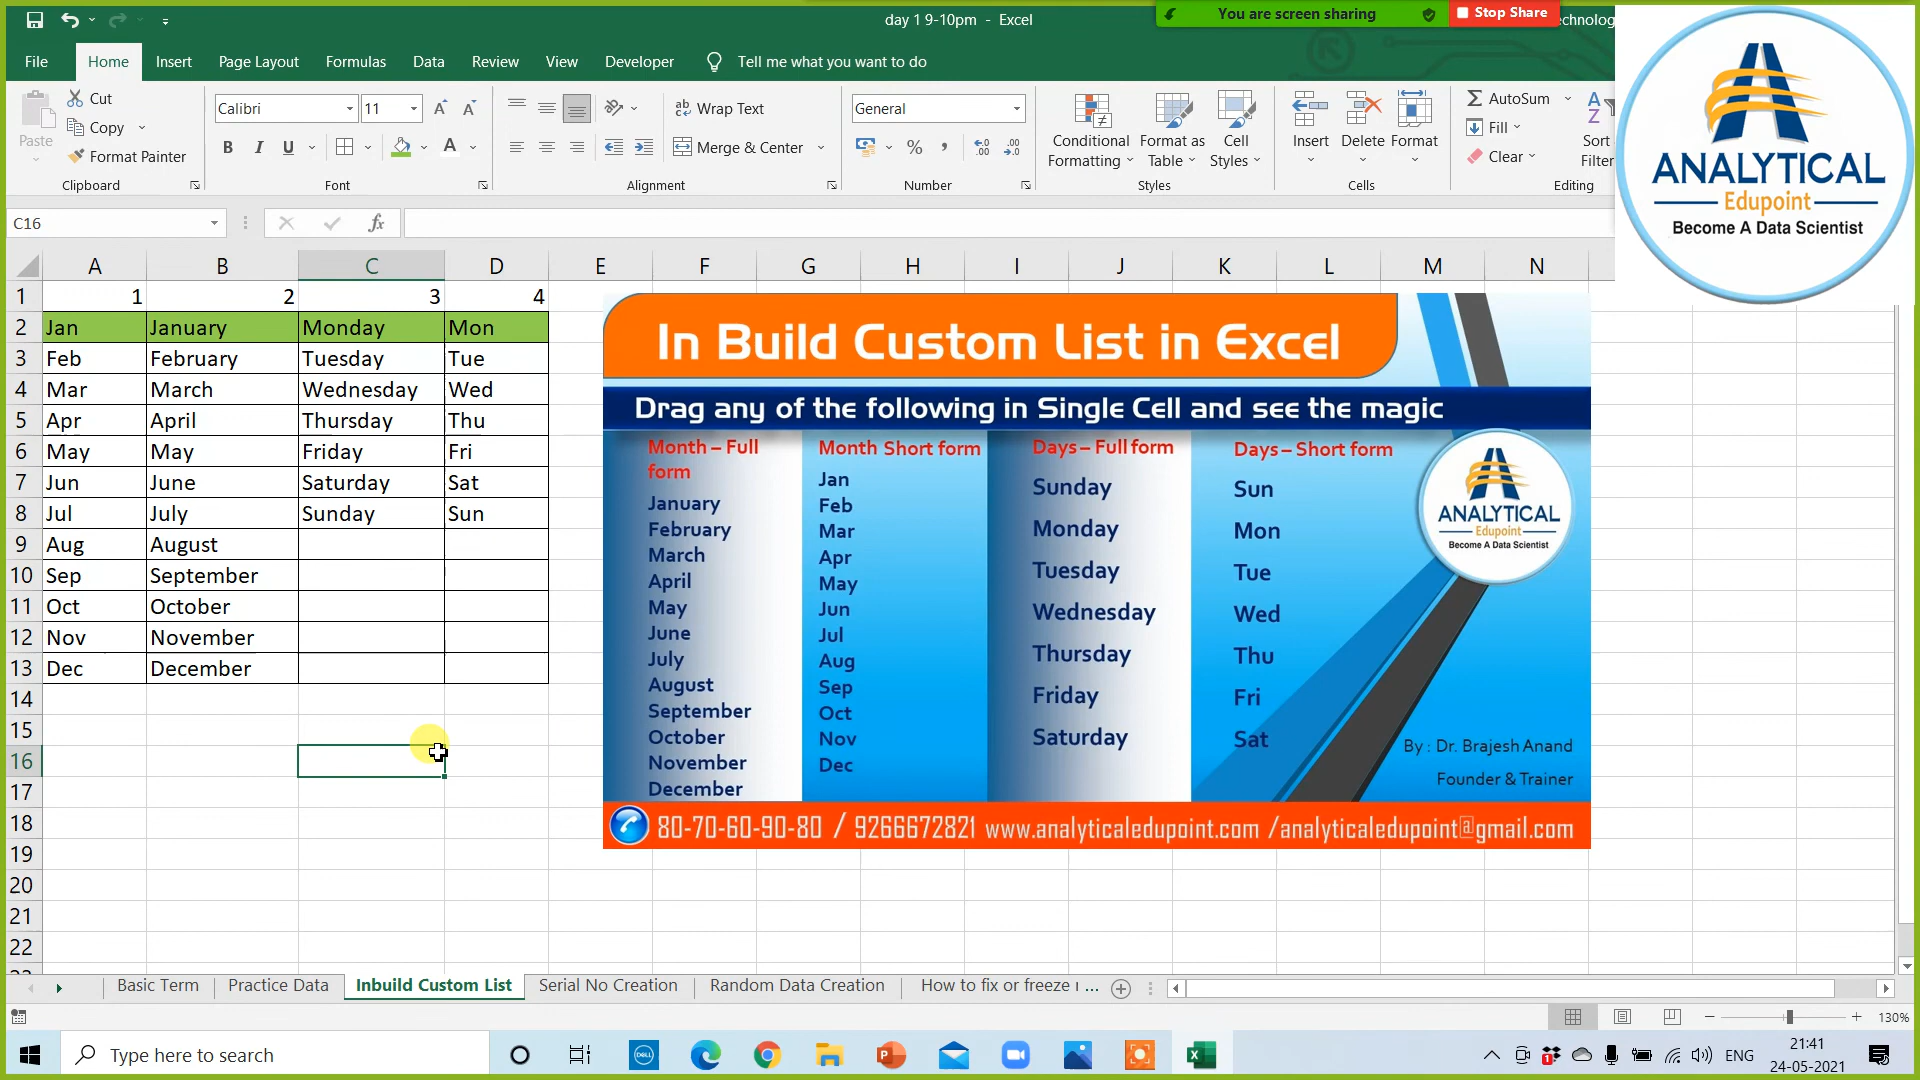 day 1 9-10pm - Excel
You are screen sharing
Stop Share
echnolog
File Home Insert Page Layout Formulas Data Review View Developer Tell me what you want to do
Paste
Cut
Copy
Format Painter
Clipboard
Calibri 11
B I U
Font
Wrap Text
Merge & Center
Alignment
General
Number
Conditional Formatting
Format as Table
Cell Styles
Styles
Insert Delete Format
Cells
AutoSum
Fill
Clear
Sort
Filter
Editing
ANALYTICAL
Edupoint
Become A Data Scientist
C16
fx
A B C D E F G H I J K L M N
1 1 2 3 4
2 Jan January Monday Mon
3 Feb February Tuesday Tue
4 Mar March Wednesday Wed
5 Apr April Thursday Thu
6 May May Friday Fri
7 Jun June Saturday Sat
8 Jul July Sunday Sun
9 Aug August
10 Sep September
11 Oct October
12 Nov November
13 Dec December
14
15
16
17
18
19
20
21
22
In Build Custom List in Excel
Drag any of the following in Single Cell and see the magic
Month – Full
form
January
February
March
April
May
June
July
August
September
October
November
December
Month Short form
Jan
Feb
Mar
Apr
May
Jun
Jul
Aug
Sep
Oct
Nov
Dec
Days – Full form
Sunday
Monday
Tuesday
Wednesday
Thursday
Friday
Saturday
Days – Short form
Sun
Mon
Tue
Wed
Thu
Fri
Sat
ANALYTICAL
Edupoint
Become A Data Scientist
By : Dr. Brajesh Anand
Founder & Trainer
80-70-60-90-80 / 9266672821 www.analyticaledupoint.com /analyticaledupoint@gmail.com
Basic Term Practice Data Inbuild Custom List Serial No Creation Random Data Creation How to fix or freeze r ...
130%
Type here to search
DELL
ENG
21:41
24-05-2021